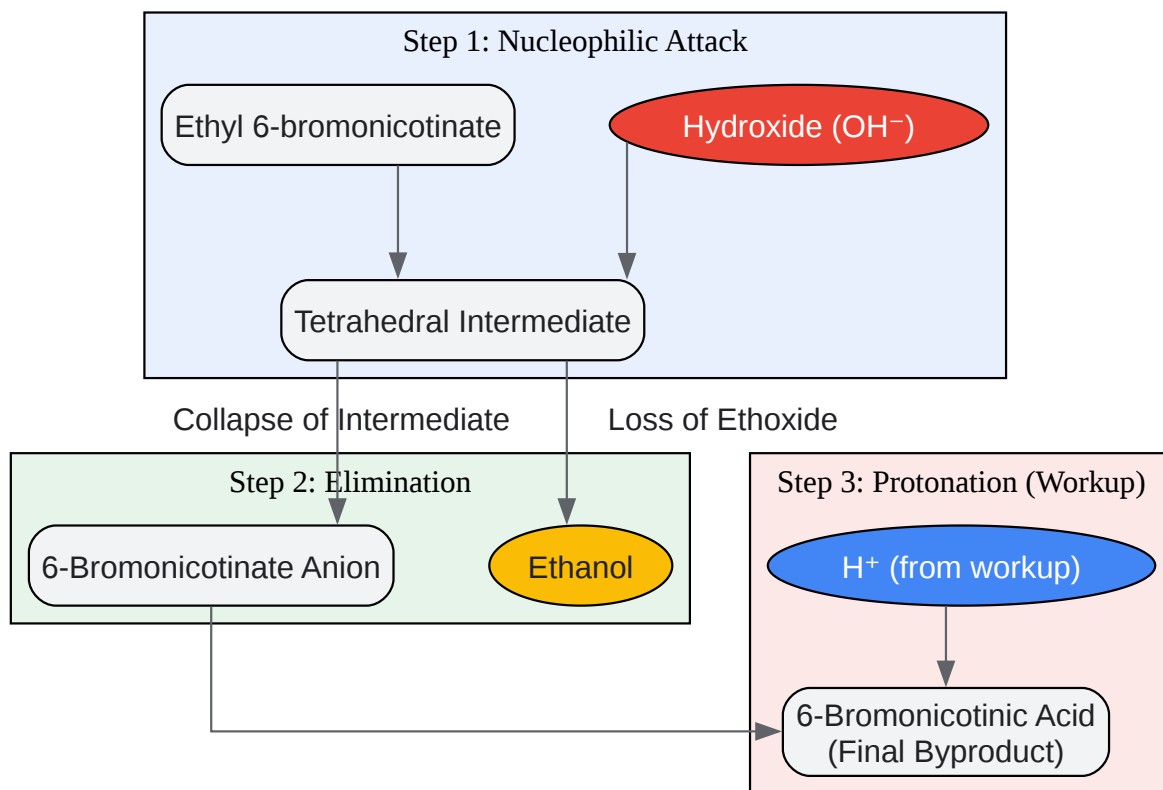 Step 1: Nucleophilic Attack
Ethyl 6-bromonicotinate
Hydroxide (OH⁻)
Tetrahedral Intermediate
Collapse of Intermediate
Loss of Ethoxide
Step 2: Elimination
6-Bromonicotinate Anion
Ethanol
Step 3: Protonation (Workup)
H⁺ (from workup)
6-Bromonicotinic Acid
(Final Byproduct)